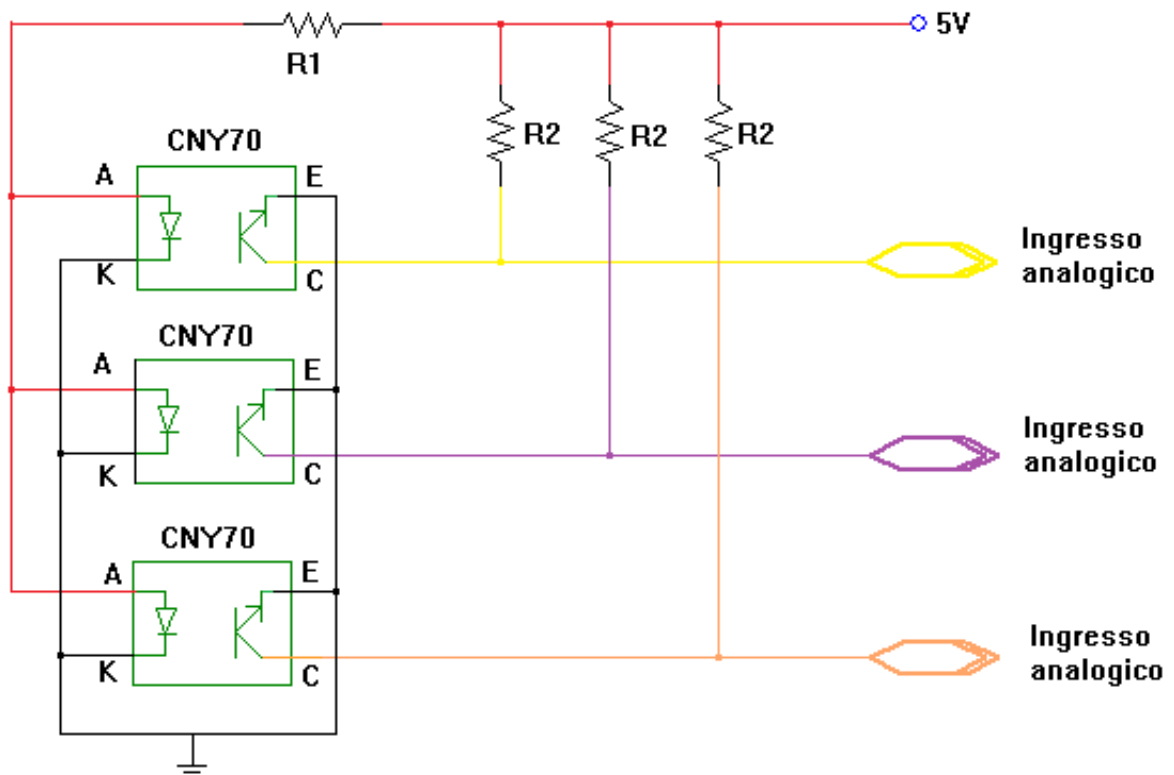 5V
R1
R2
R2
R2
CNY70
A
E
K
C
Ingresso
analogico
CNY70
A
E
K
C
Ingresso
analogico
CNY70
A
E
K
C
Ingresso
analogico